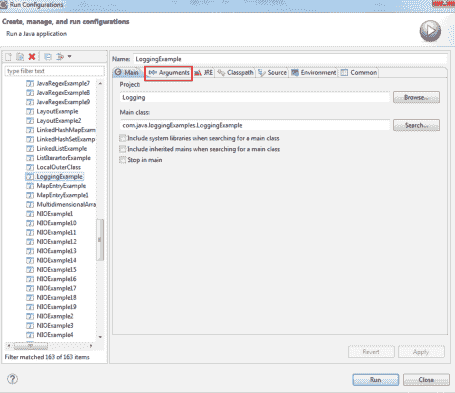 Run Configurations
Create, manage, and run configurations
Run a Java application
type filter text
JavaRegexExample7
JavaRegexExample8
JavaRegexExample9
LayoutExample
LayoutExample2
LinkedHashMapExam
LinkedHashSetExamp
LinkedListExample
ListIteratorExample
LocalOuterClass
LoggingExample
MapEntryExample
MapEntryExample1
MultidimensionalArra
NIOExample1
NIOExample10
NIOExample11
NIOExample12
NIOExample13
NIOExample14
NIOExample15
NIOExample16
NIOExample17
NIOExample18
NIOExample19
NIOExample2
NIOExample3
NIOExample4
Filter matched 163 of 163 items
Name: LoggingExample
Main Arguments JRE Classpath Source Environment Common
Project:
Logging Browse...
Main class:
com.java.loggingExamples.LoggingExample Search...
Include system libraries when searching for a main class
Include inherited mains when searching for a main class
Stop in main
Revert Apply
Run Close